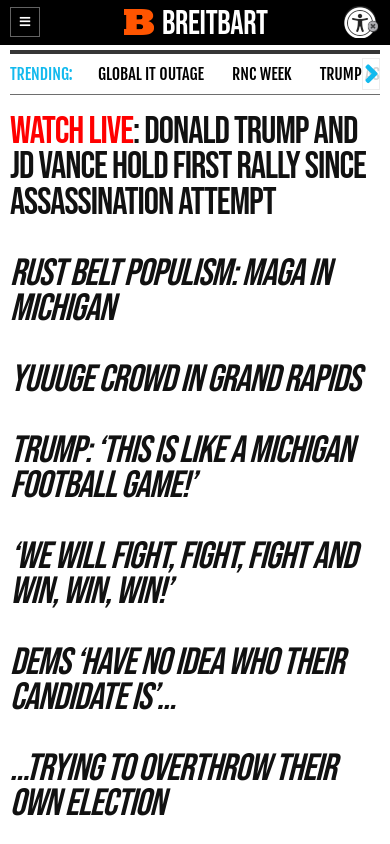 BREITBART
TRENDING: GLOBAL IT OUTAGE RNC WEEK TRUMP
WATCH LIVE: DONALD TRUMP AND
JD VANCE HOLD FIRST RALLY SINCE
ASSASSINATION ATTEMPT
RUST BELT POPULISM: MAGA IN
MICHIGAN
YUUUGE CROWD IN GRAND RAPIDS
TRUMP: ‘THIS IS LIKE A MICHIGAN
FOOTBALL GAME!’
‘WE WILL FIGHT, FIGHT, FIGHT AND
WIN, WIN, WIN!’
DEMS ‘HAVE NO IDEA WHO THEIR
CANDIDATE IS’…
…TRYING TO OVERTHROW THEIR
OWN ELECTION